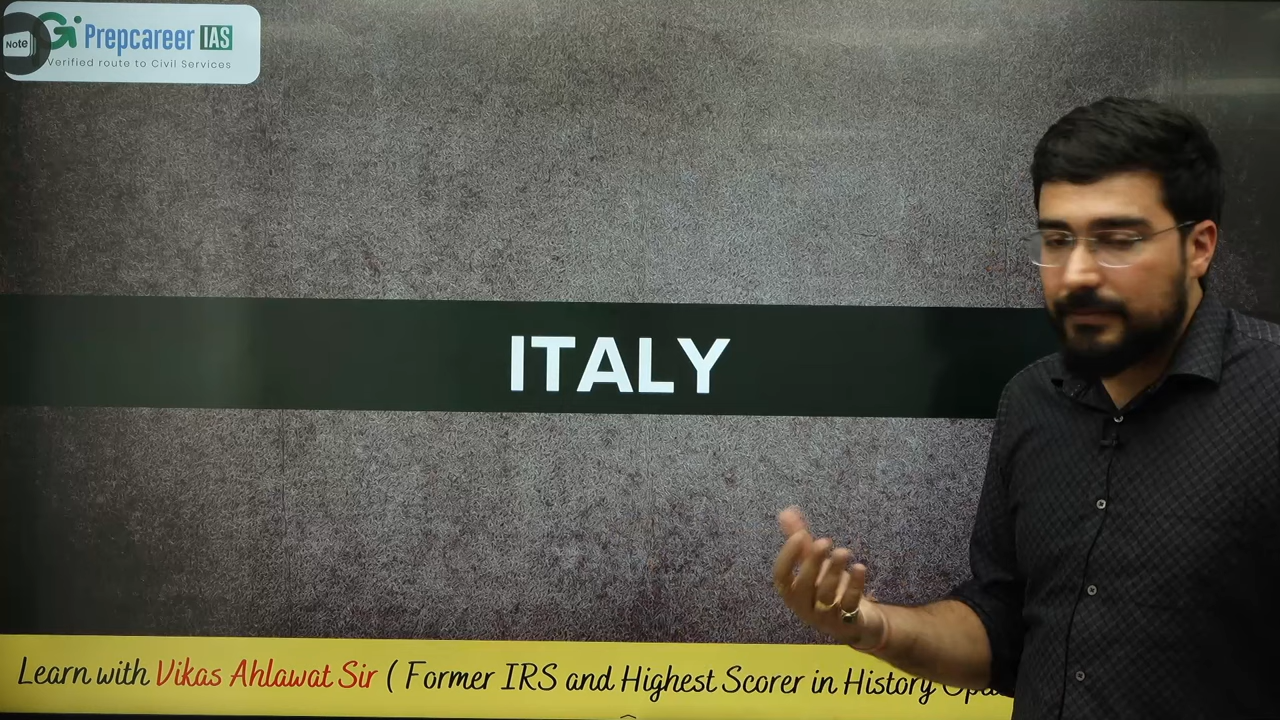 Note
Gi Prepcareer IAS
Verified route to Civil Services
ITALY
Learn with Vikas Ahlawat Sir ( Former IRS and Highest Scorer in History